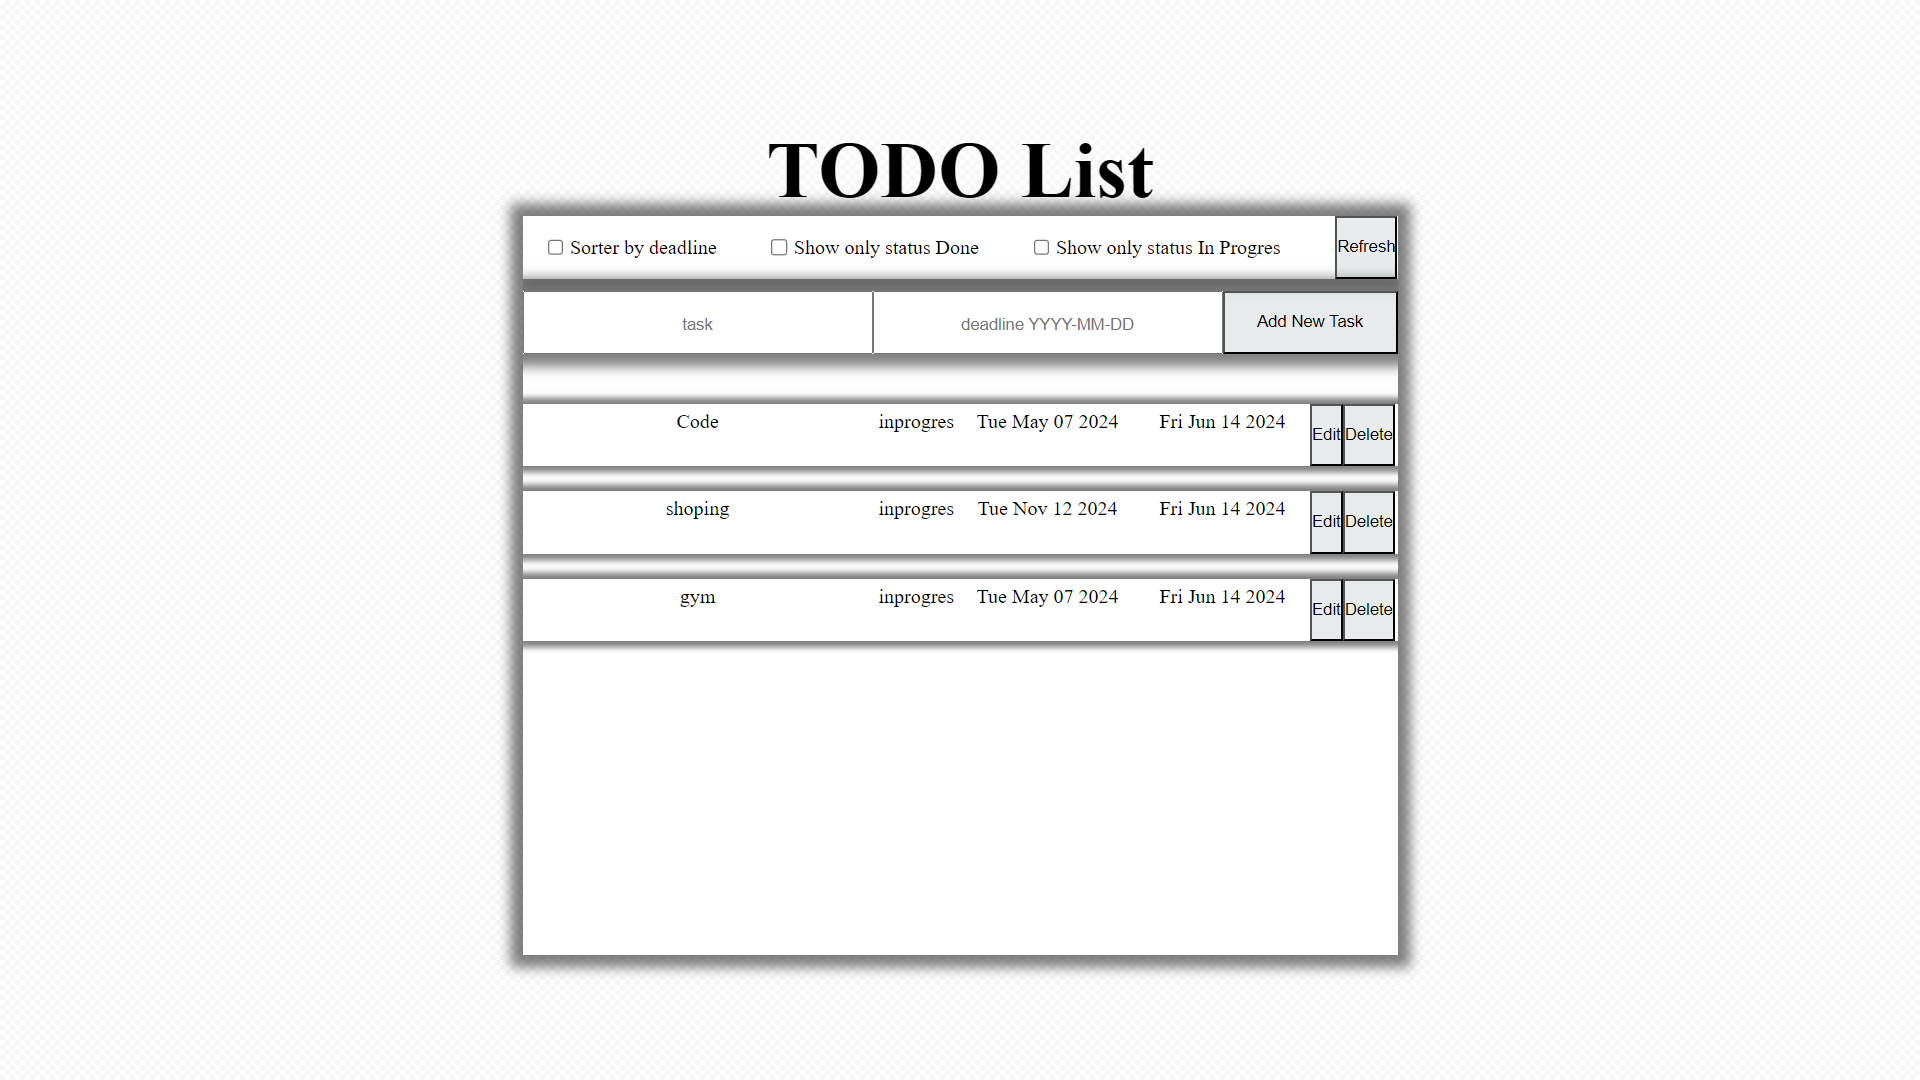 TODO List
Sorter by deadline Show only status Done Show only status In Progres Refresh
task deadline YYYY-MM-DD Add New Task
Code inprogres Tue May 07 2024 Fri Jun 14 2024 Edit Delete
shoping inprogres Tue Nov 12 2024 Fri Jun 14 2024 Edit Delete
gym inprogres Tue May 07 2024 Fri Jun 14 2024 Edit Delete